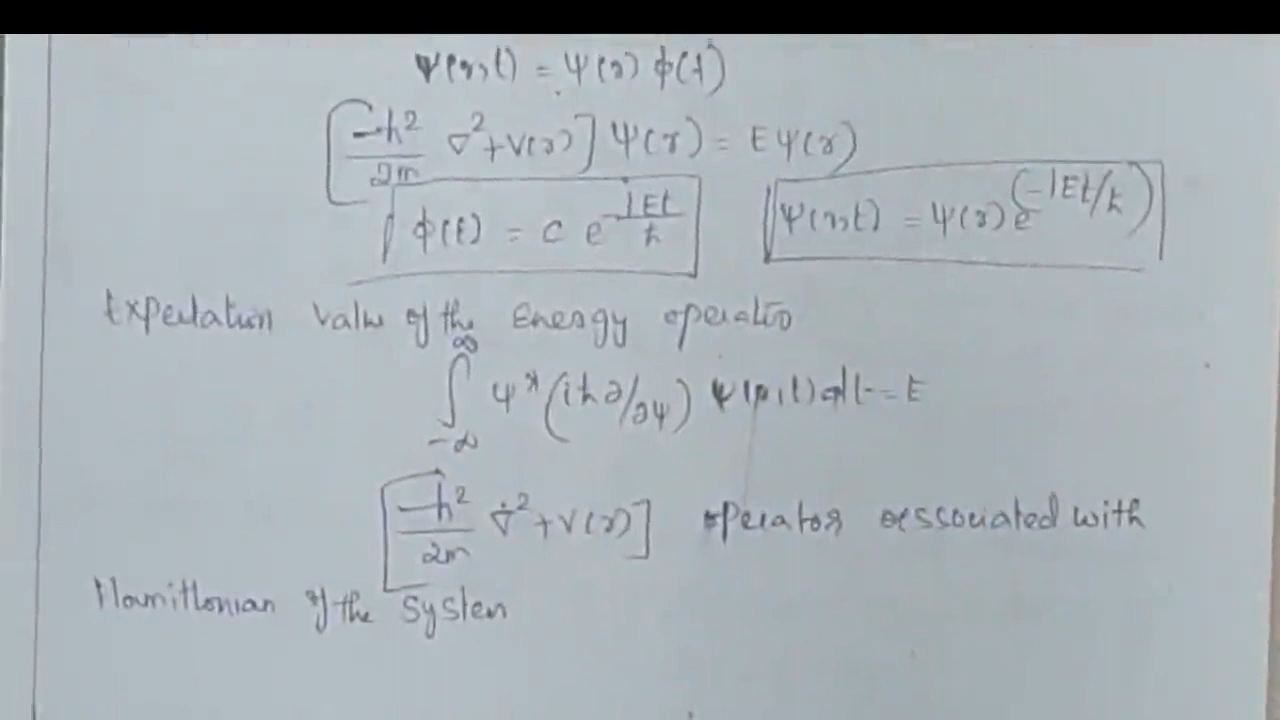 ψ(r,t) = ψ(r) ϕ(t)
[-ℏ²/2m ∇² + V(r)] ψ(r) = E ψ(r)
ϕ(t) = c e^(-iEt/ℏ) ψ(r,t) = ψ(r) e^(-iEt/ℏ)
Expectation value of the Energy operator
∫_{-∞}^{∞} ψ* (iℏ ∂/∂ψ) ψ(r,t) dt = E
[-ℏ²/2m ∇² + V(r)] operator associated with
Hamiltonian of the System